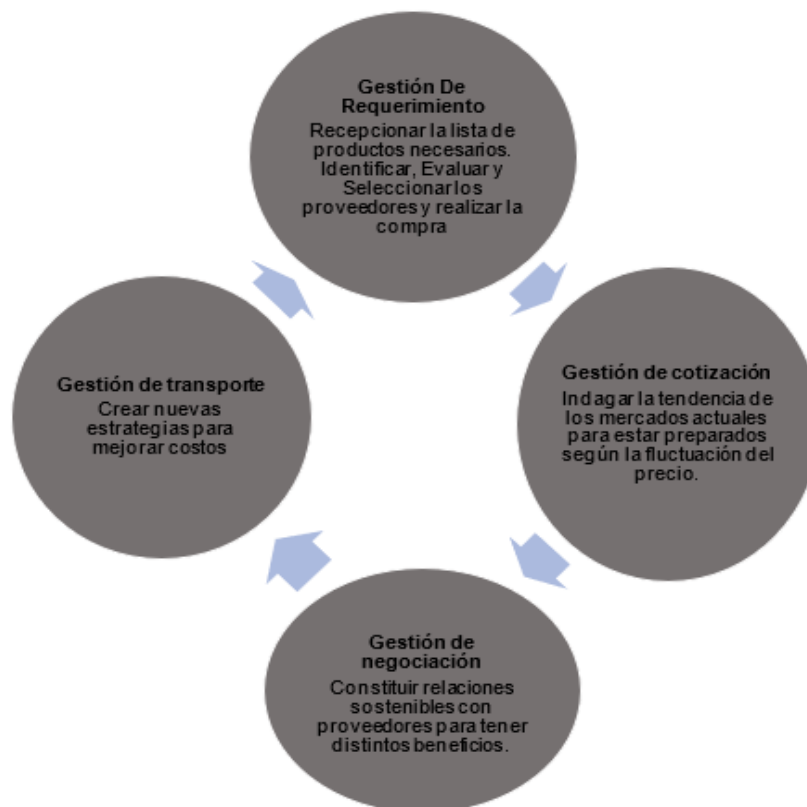 Gestión De
Requerimiento
Recepcionar la lista de
productos necesarios.
Identificar, Evaluar y
Seleccionar los
proveedores y realizar la
compra
Gestión de cotización
Indagar la tendencia de
los mercados actuales
para estar preparados
según la fluctuación del
precio.
Gestión de
negociación
Constituir relaciones
sostenibles con
proveedores para tener
distintos beneficios.
Gestión de transporte
Crear nuevas
estrategias para
mejorar costos